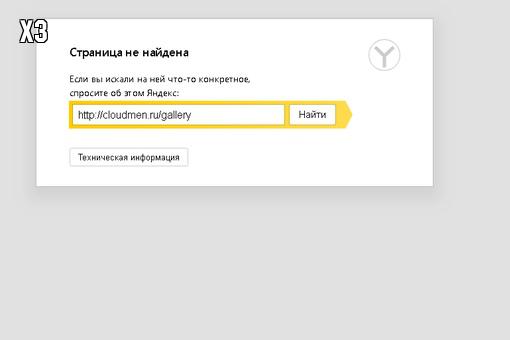 ХЗ
Страница не найдена
Если вы искали на ней что-то конкретное,
спросите об этом Яндекс:
http://cloudmen.ru/gallery
Найти
Техническая информация